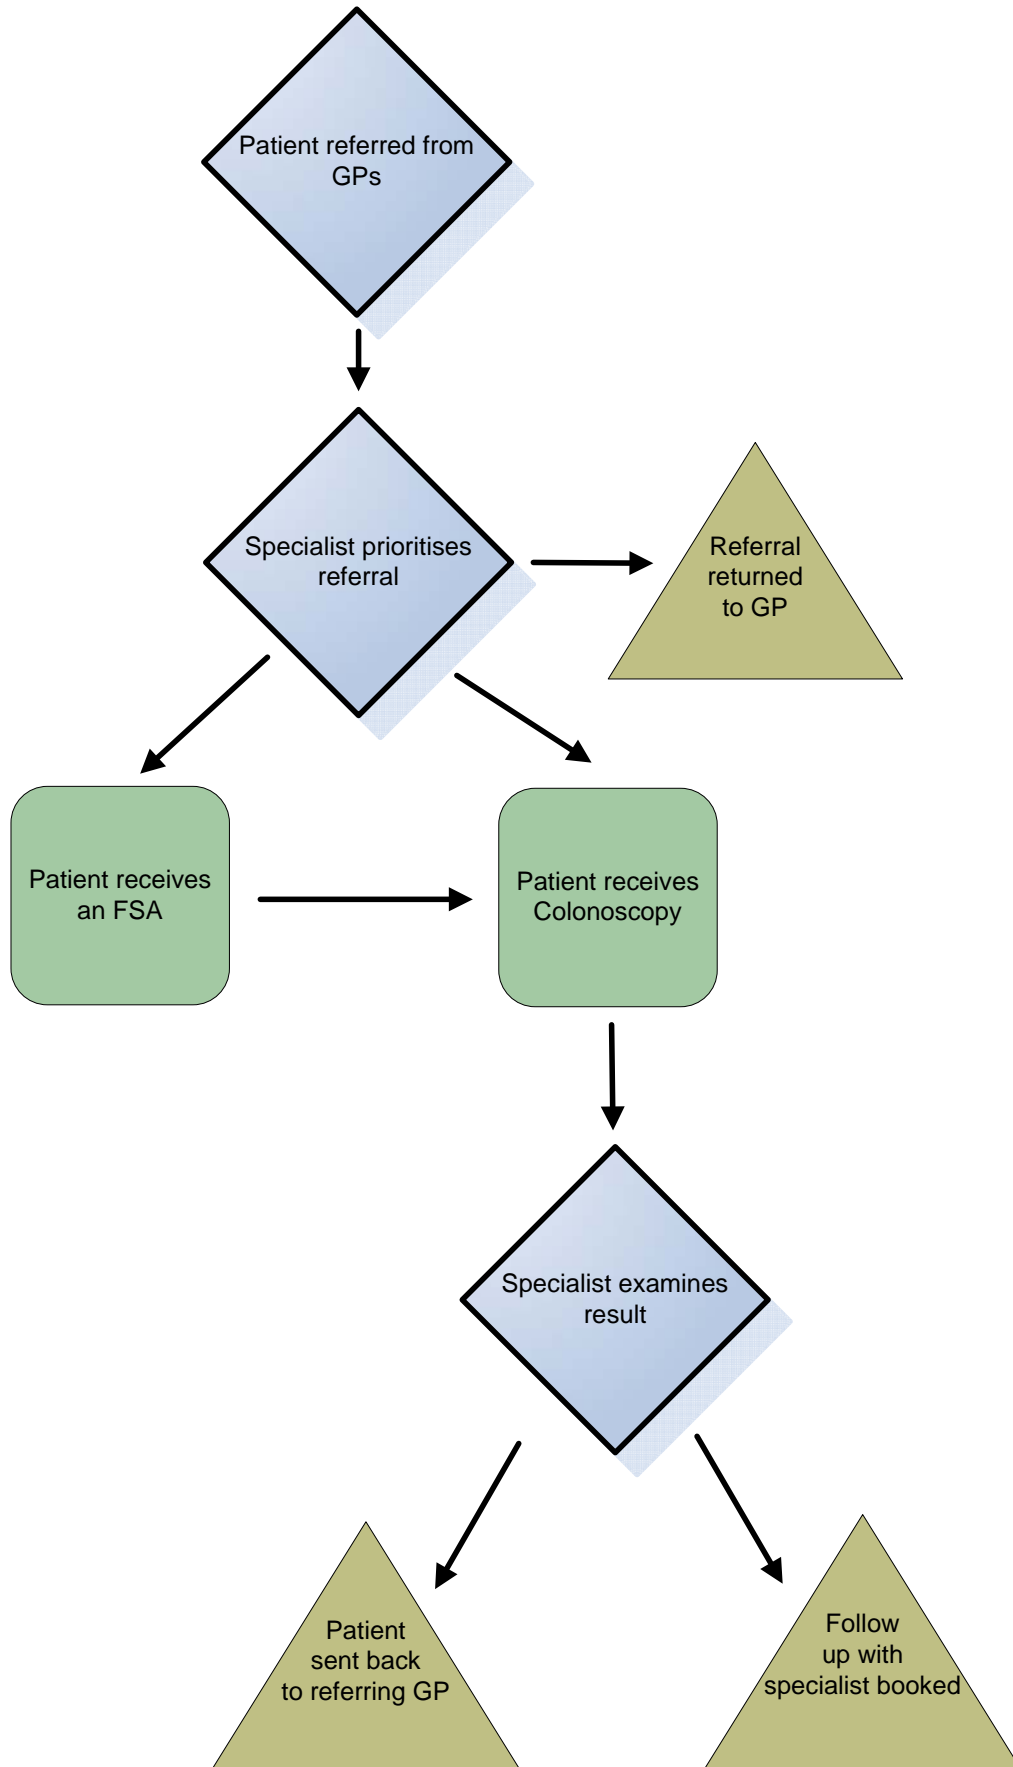 Patient referred from
GPs
Specialist prioritises
referral
Referral
returned
to GP
Patient receives
an FSA
Patient receives
Colonoscopy
Specialist examines
result
Patient
sent back
to referring GP
Follow
up with
specialist booked